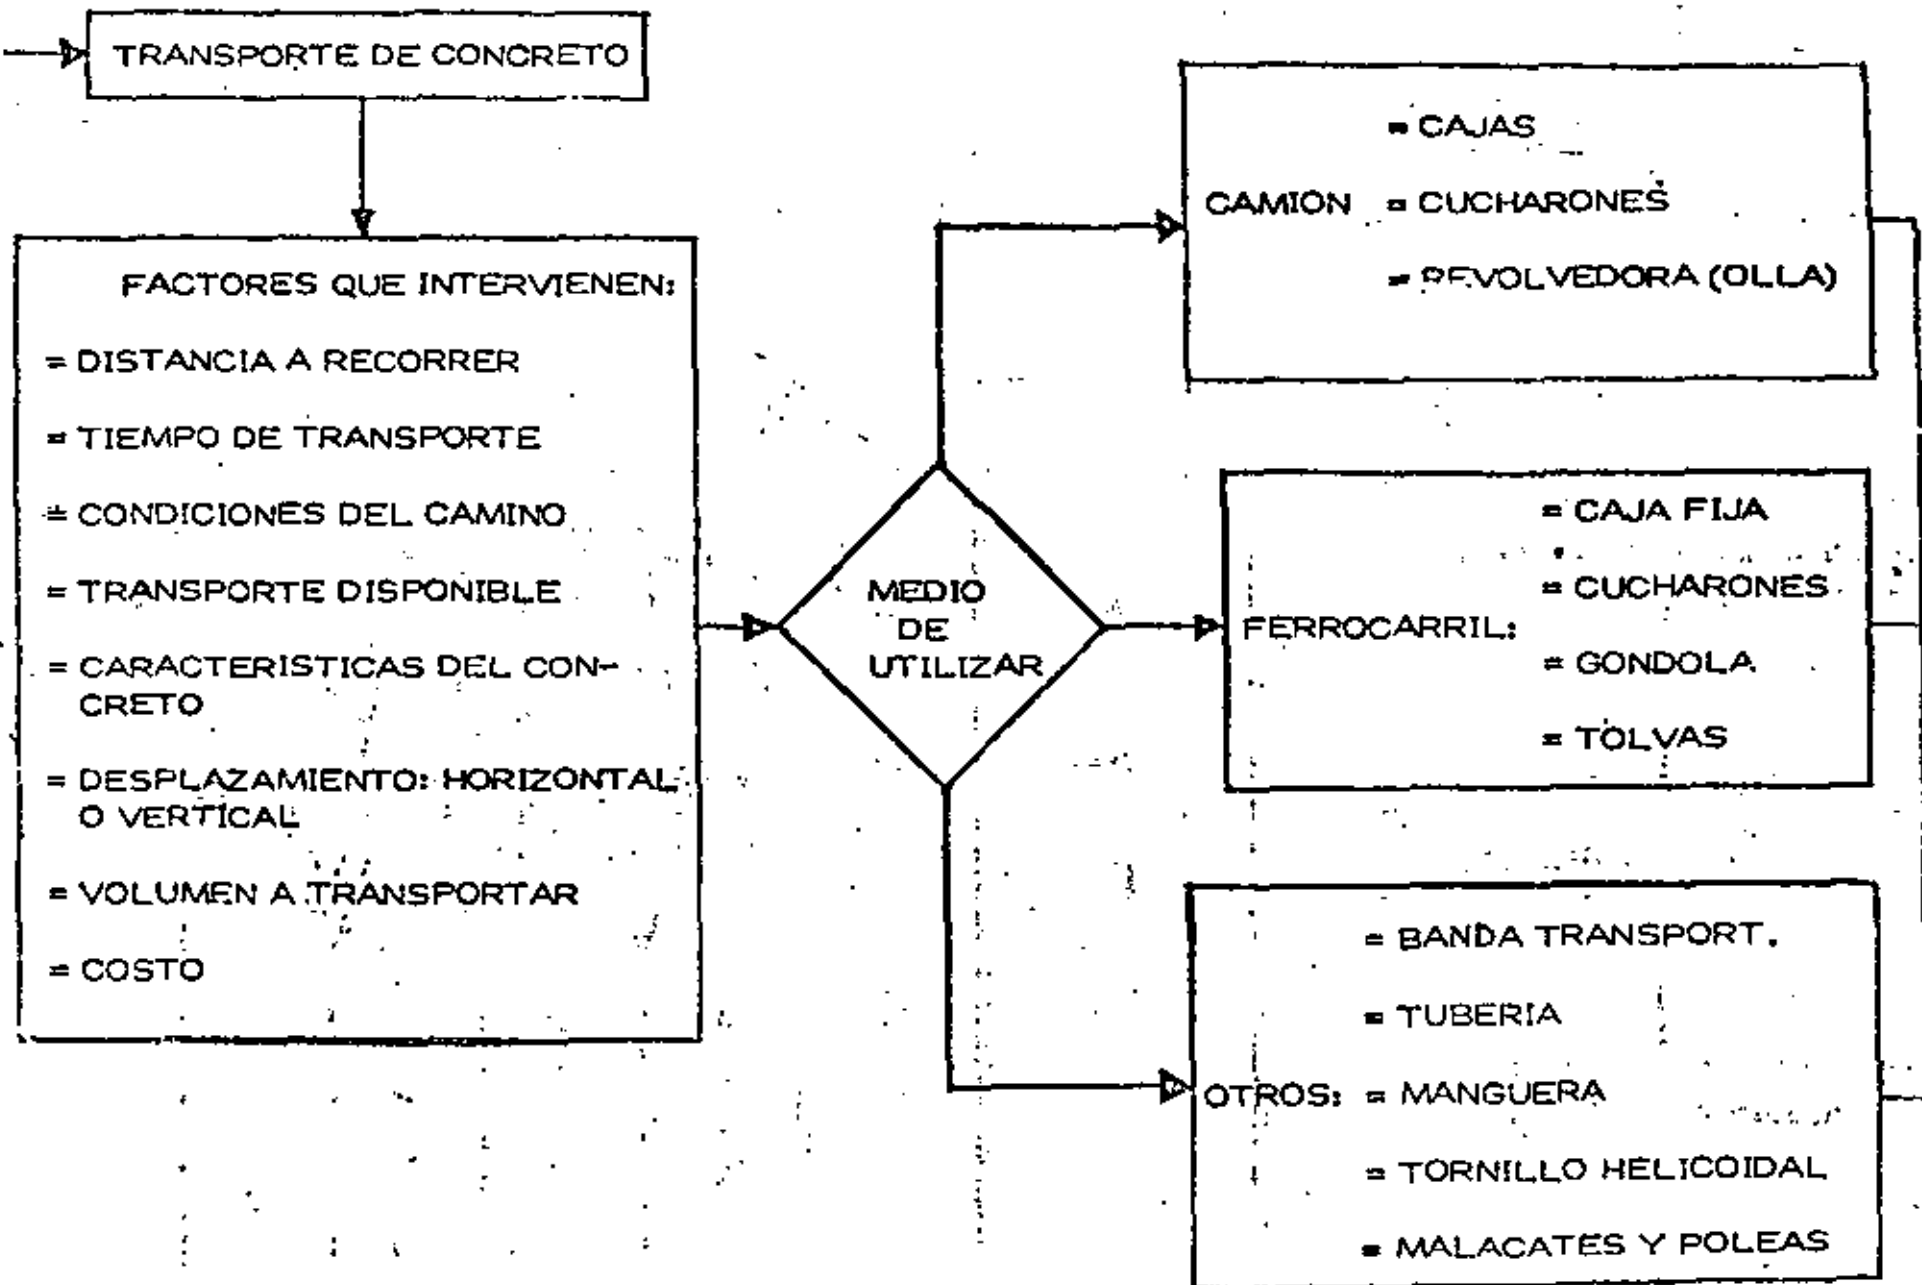 TRANSPORTE DE CONCRETO
FACTORES QUE INTERVIENEN:
= DISTANCIA A RECORRER
= TIEMPO DE TRANSPORTE
= CONDICIONES DEL CAMINO
= TRANSPORTE DISPONIBLE
= CARACTERISTICAS DEL CON-
CRETO
= DESPLAZAMIENTO: HORIZONTAL
O VERTICAL
= VOLUMEN A TRANSPORTAR
= COSTO
MEDIO
DE
UTILIZAR
= CAJAS
CAMION = CUCHARONES
= REVOLVEDORA (OLLA)
= CAJA FIJA
= CUCHARONES
FERROCARRIL:
= GONDOLA
= TOLVAS
= BANDA TRANSPORT.
= TUBERIA
OTROS: = MANGUERA
= TORNILLO HELICOIDAL
= MALACATES Y POLEAS